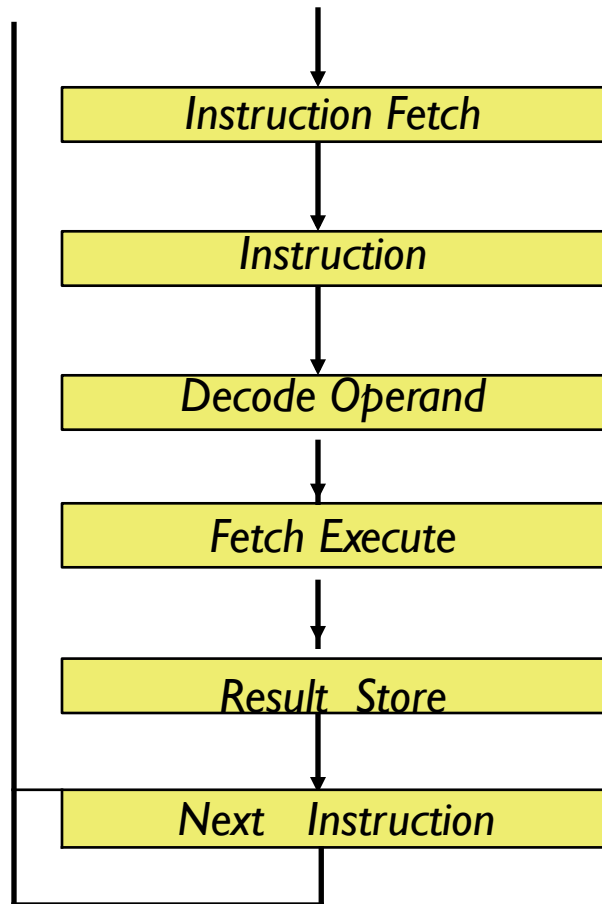 Instruction Fetch
Instruction
Decode Operand
Fetch Execute
Result Store
Next Instruction